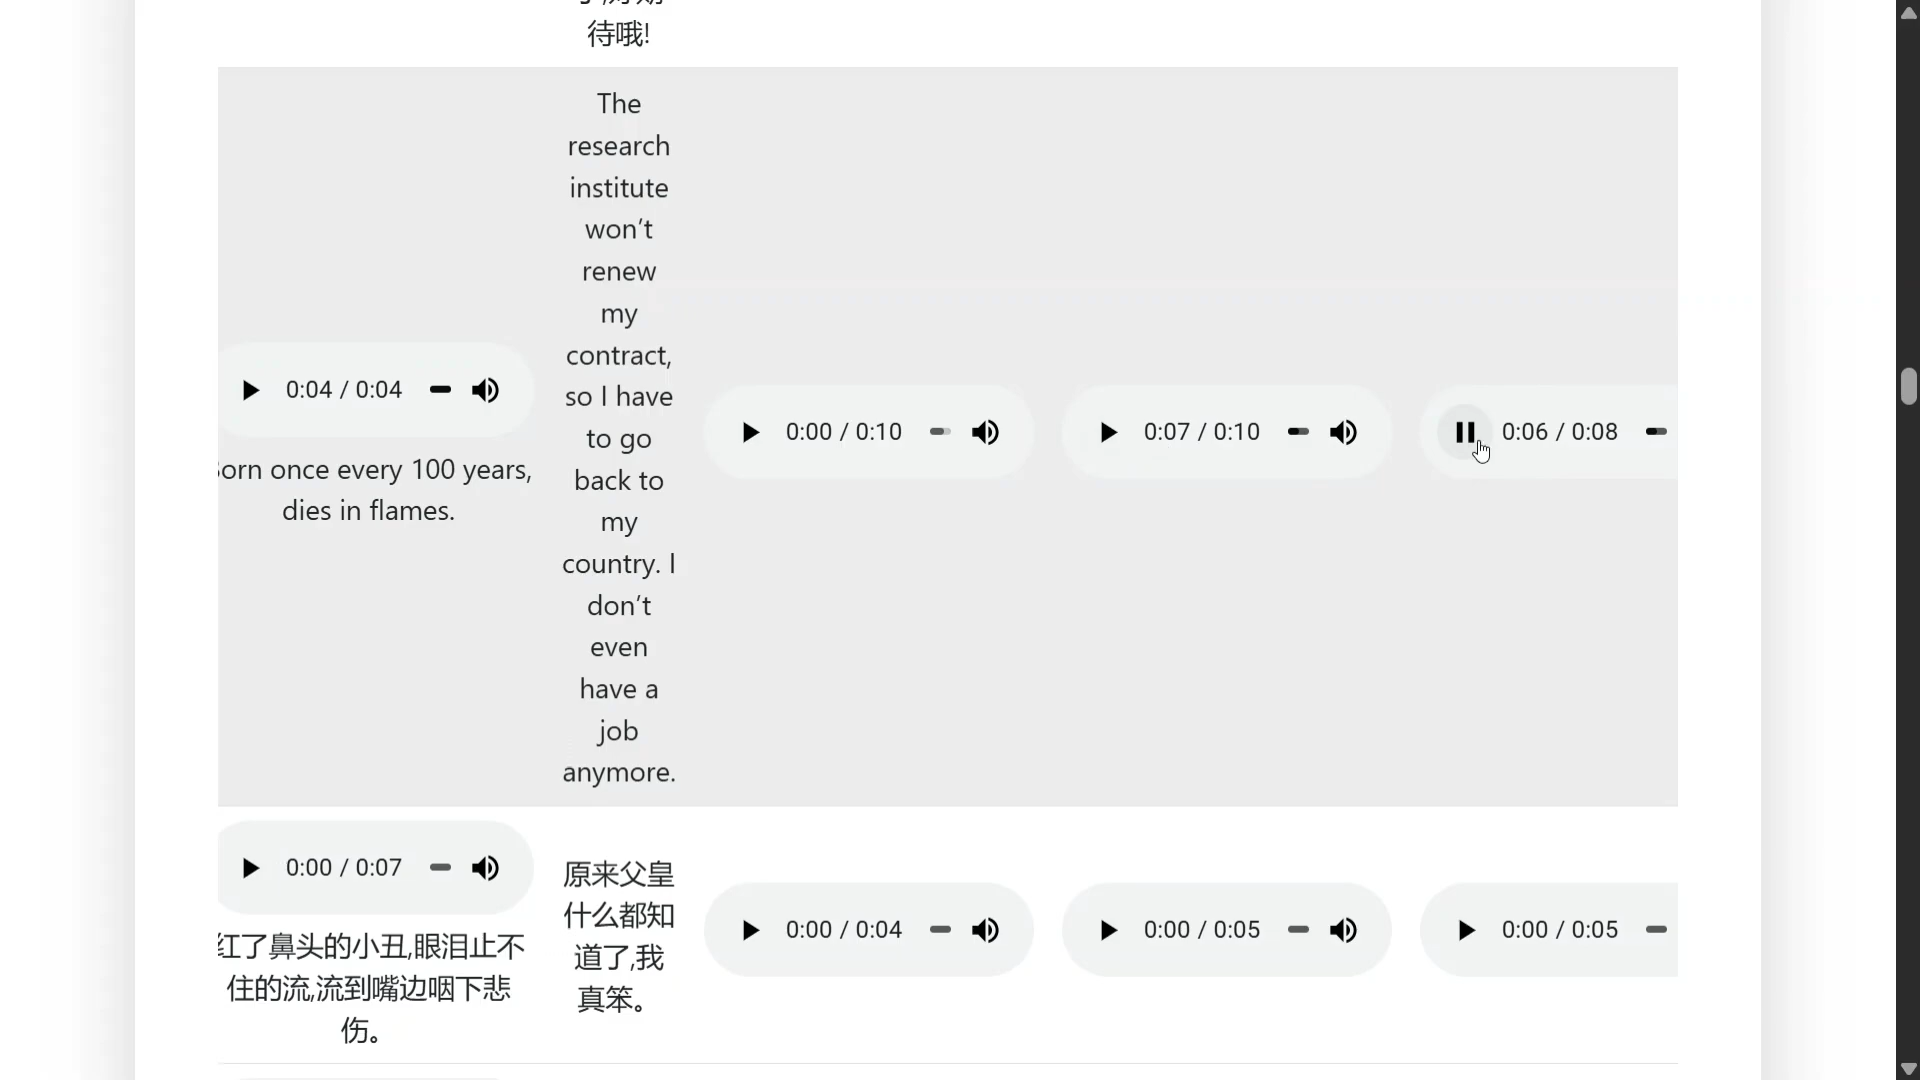 待哦!
The
research
institute
won't
renew
my
contract,
so I have
to go
back to
my
country. I
don't
even
have a
job
anymore.
0:04 / 0:04
orn once every 100 years,
dies in flames.
0:00 / 0:10
0:07 / 0:10
0:06 / 0:08
0:00 / 0:07
红了鼻头的小丑,眼泪止不
住的流,流到嘴边咽下悲
伤。
原来父皇
什么都知
道了,我
真笨。
0:00 / 0:04
0:00 / 0:05
0:00 / 0:05